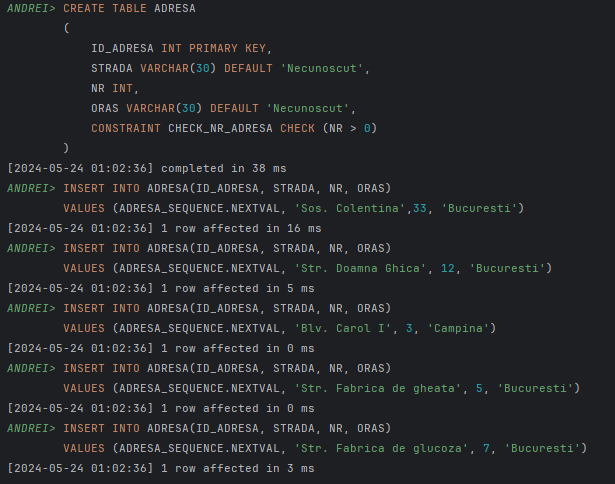 ANDREI> CREATE TABLE ADRESA
(
ID_ADRESA INT PRIMARY KEY,
STRADA VARCHAR(30) DEFAULT 'Necunoscut',
NR INT,
ORAS VARCHAR(30) DEFAULT 'Necunoscut',
CONSTRAINT CHECK_NR_ADRESA CHECK (NR > 0)
)
[2024-05-24 01:02:36] completed in 38 ms
ANDREI> INSERT INTO ADRESA(ID_ADRESA, STRADA, NR, ORAS)
VALUES (ADRESA_SEQUENCE.NEXTVAL, 'Sos. Colentina',33, 'Bucuresti')
[2024-05-24 01:02:36] 1 row affected in 16 ms
ANDREI> INSERT INTO ADRESA(ID_ADRESA, STRADA, NR, ORAS)
VALUES (ADRESA_SEQUENCE.NEXTVAL, 'Str. Doamna Ghica', 12, 'Bucuresti')
[2024-05-24 01:02:36] 1 row affected in 5 ms
ANDREI> INSERT INTO ADRESA(ID_ADRESA, STRADA, NR, ORAS)
VALUES (ADRESA_SEQUENCE.NEXTVAL, 'Blv. Carol I', 3, 'Campina')
[2024-05-24 01:02:36] 1 row affected in 0 ms
ANDREI> INSERT INTO ADRESA(ID_ADRESA, STRADA, NR, ORAS)
VALUES (ADRESA_SEQUENCE.NEXTVAL, 'Str. Fabrica de gheata', 5, 'Bucuresti')
[2024-05-24 01:02:36] 1 row affected in 0 ms
ANDREI> INSERT INTO ADRESA(ID_ADRESA, STRADA, NR, ORAS)
VALUES (ADRESA_SEQUENCE.NEXTVAL, 'Str. Fabrica de glucoza', 7, 'Bucuresti')
[2024-05-24 01:02:36] 1 row affected in 3 ms